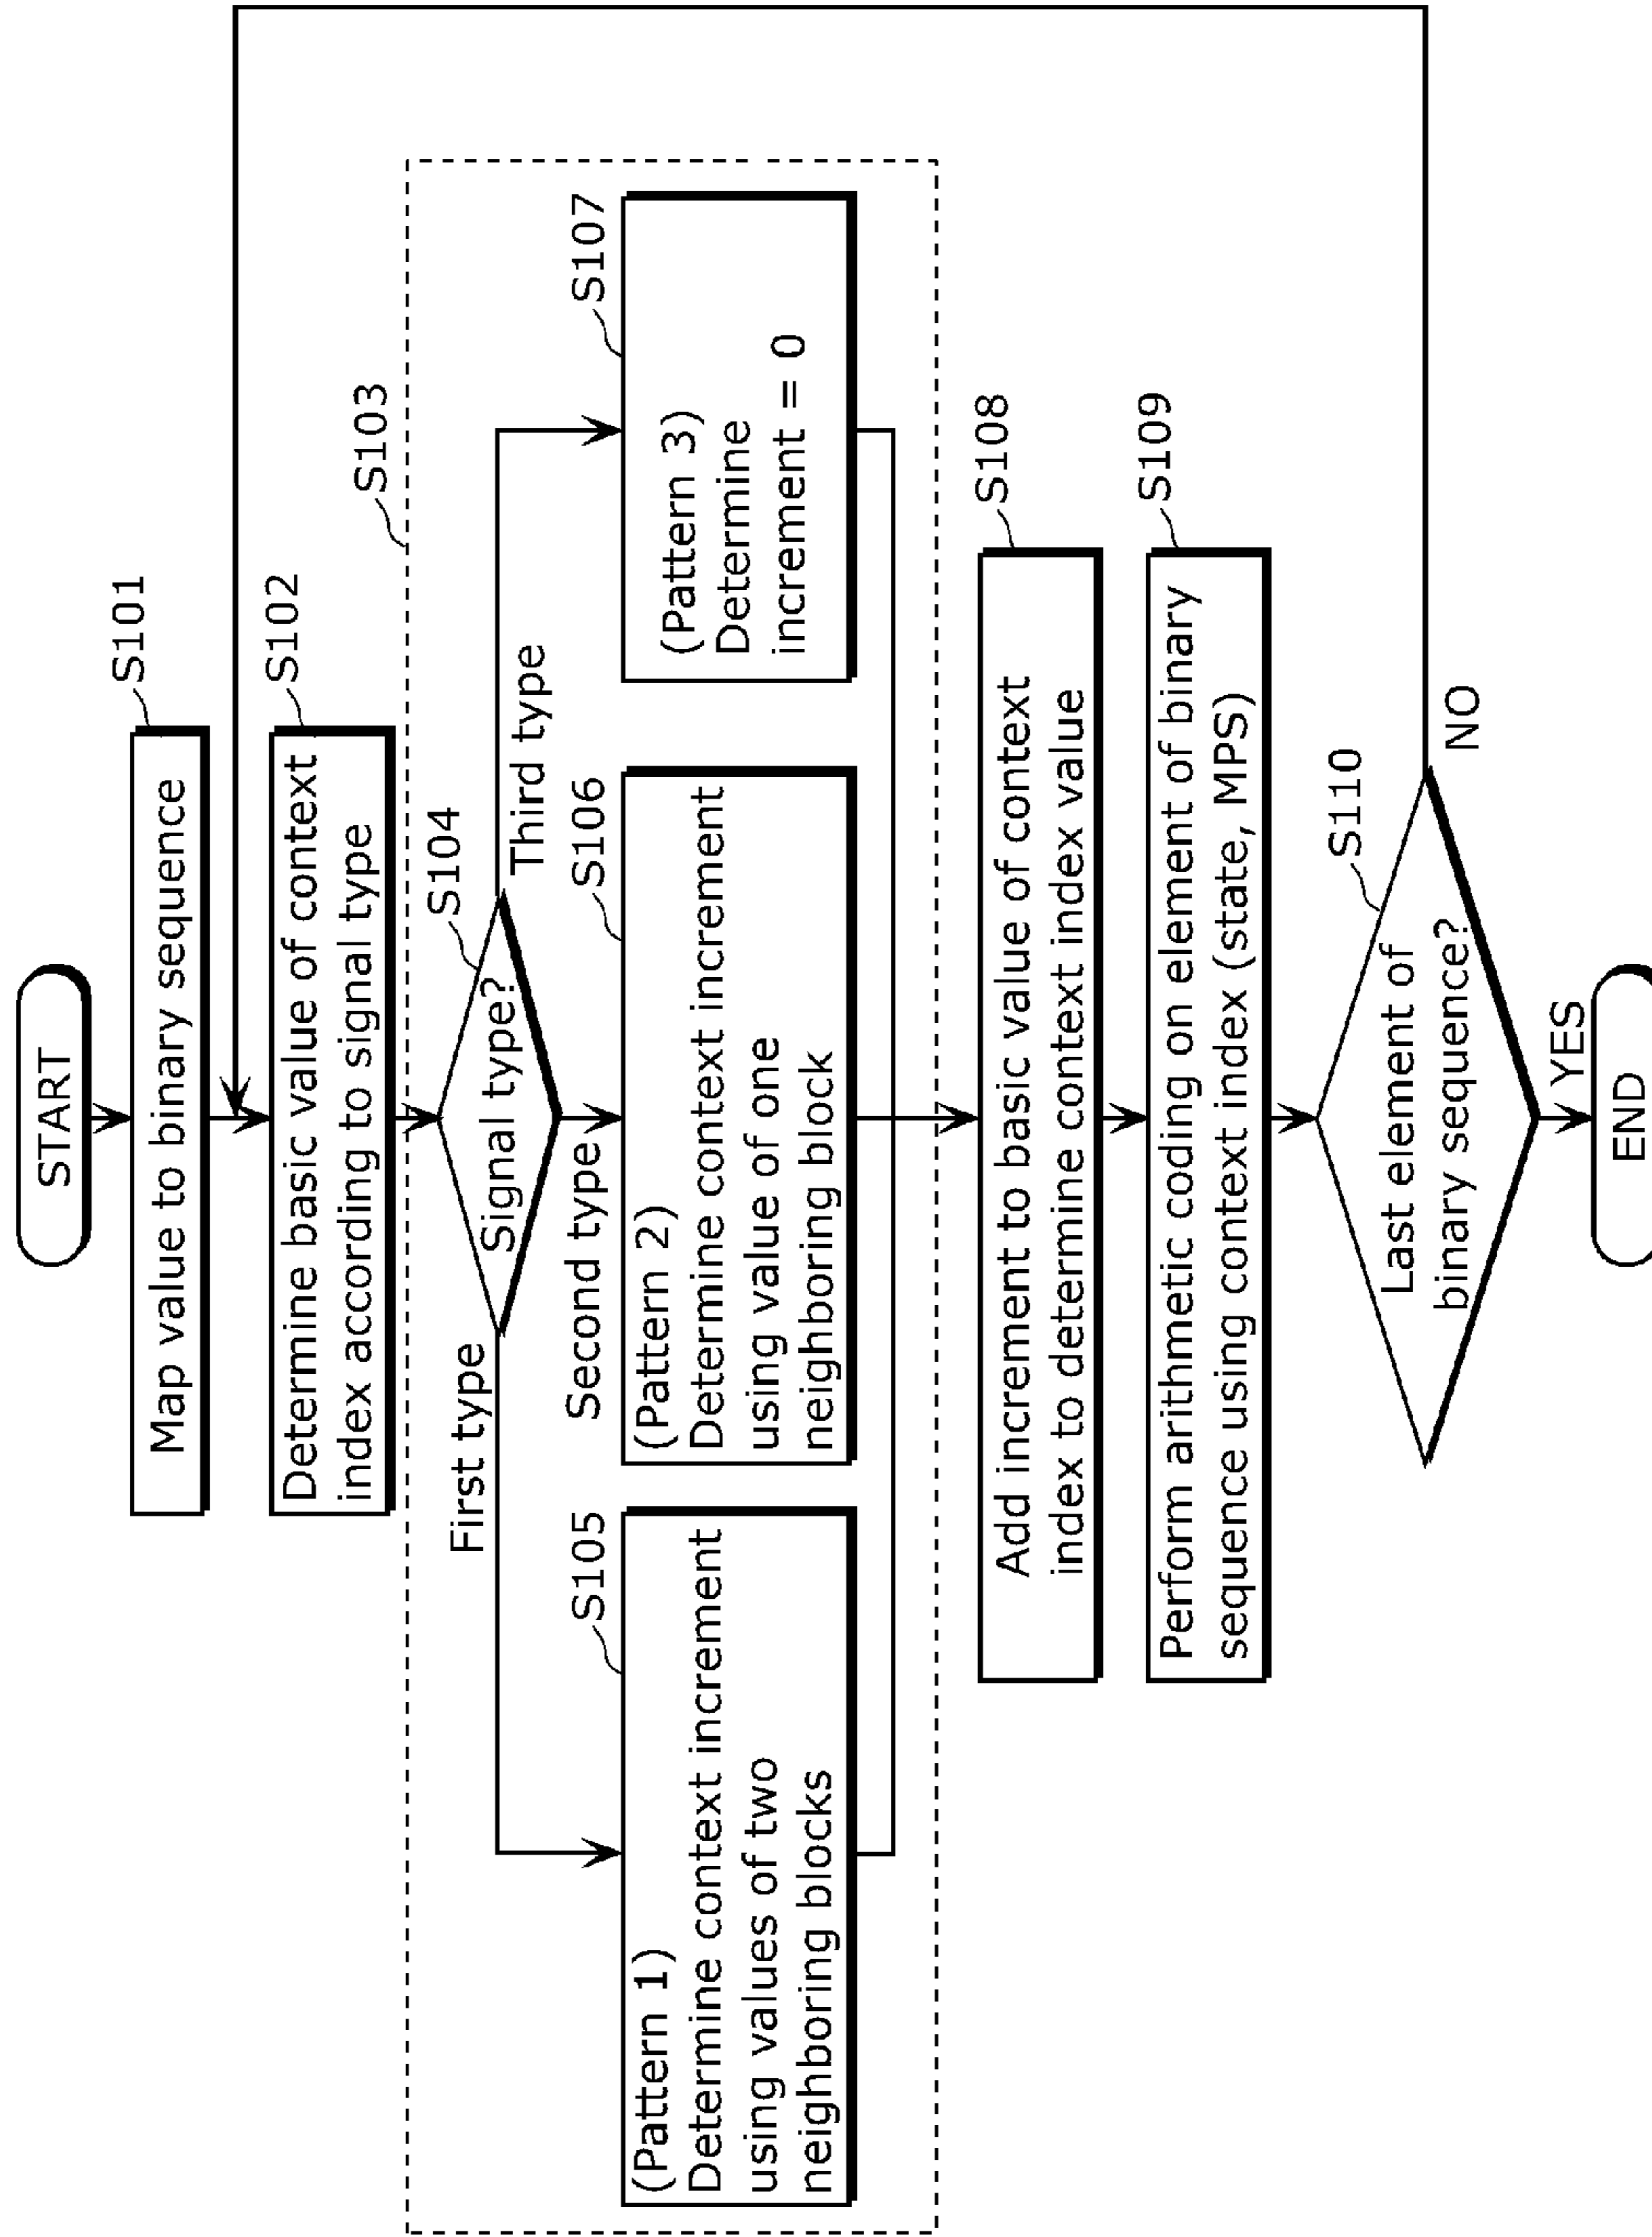 START
S101
Map value to binary sequence
S102
Determine basic value of context
index according to signal type
S103
S104
Signal type?
First type
Second type
Third type
S105
(Pattern 1)
Determine context increment
using values of two
neighboring blocks
S106
(Pattern 2)
Determine context increment
using value of one
neighboring block
S107
(Pattern 3)
Determine
increment = 0
S108
Add increment to basic value of context
index to determine context index value
S109
Perform arithmetic coding on element of binary
sequence using context index (state, MPS)
S110
Last element of
binary sequence?
NO
YES
END